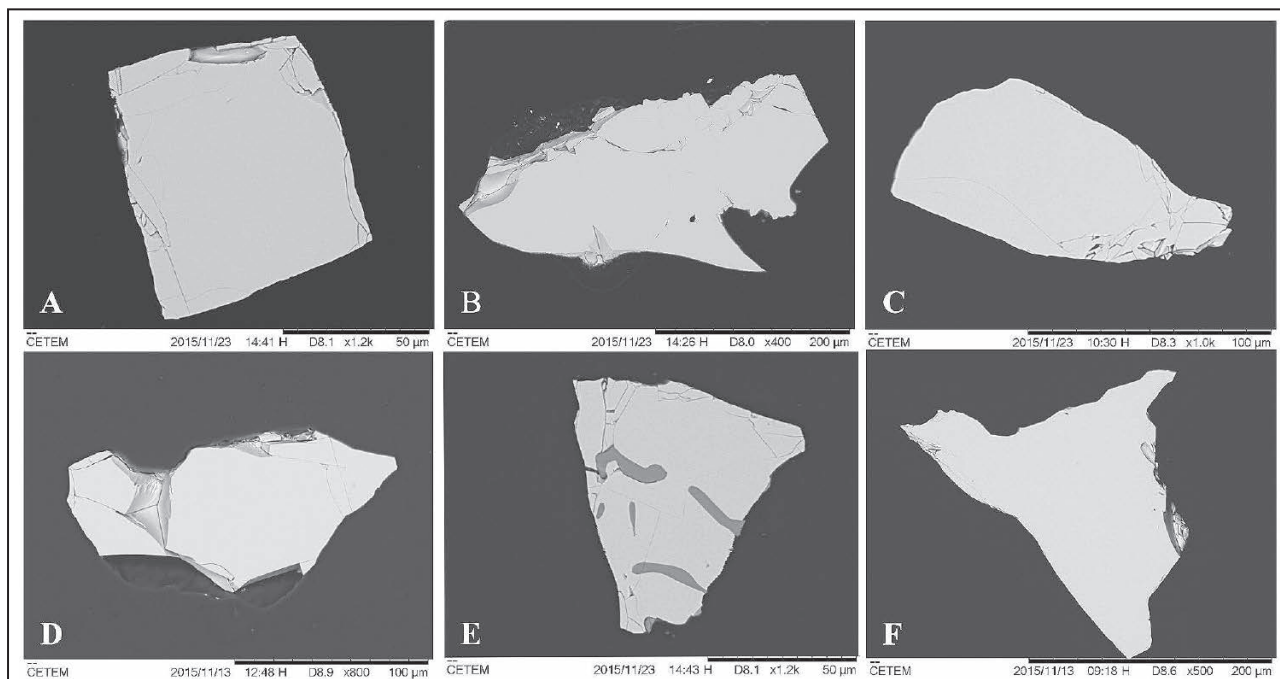 A
CETEM 2015/11/23 14:41 H D8.1 x1.2k 50 µm
B
CETEM 2015/11/23 14:26 H D8.0 x400 200 µm
C
CETEM 2015/11/23 10:30 H D8.3 x1.0k 100 µm
D
CETEM 2015/11/13 12:48 H D8.9 x800 100 µm
E
CETEM 2015/11/23 14:43 H D8.1 x1.2k 50 µm
F
CETEM 2015/11/13 09:18 H D8.6 x500 200 µm